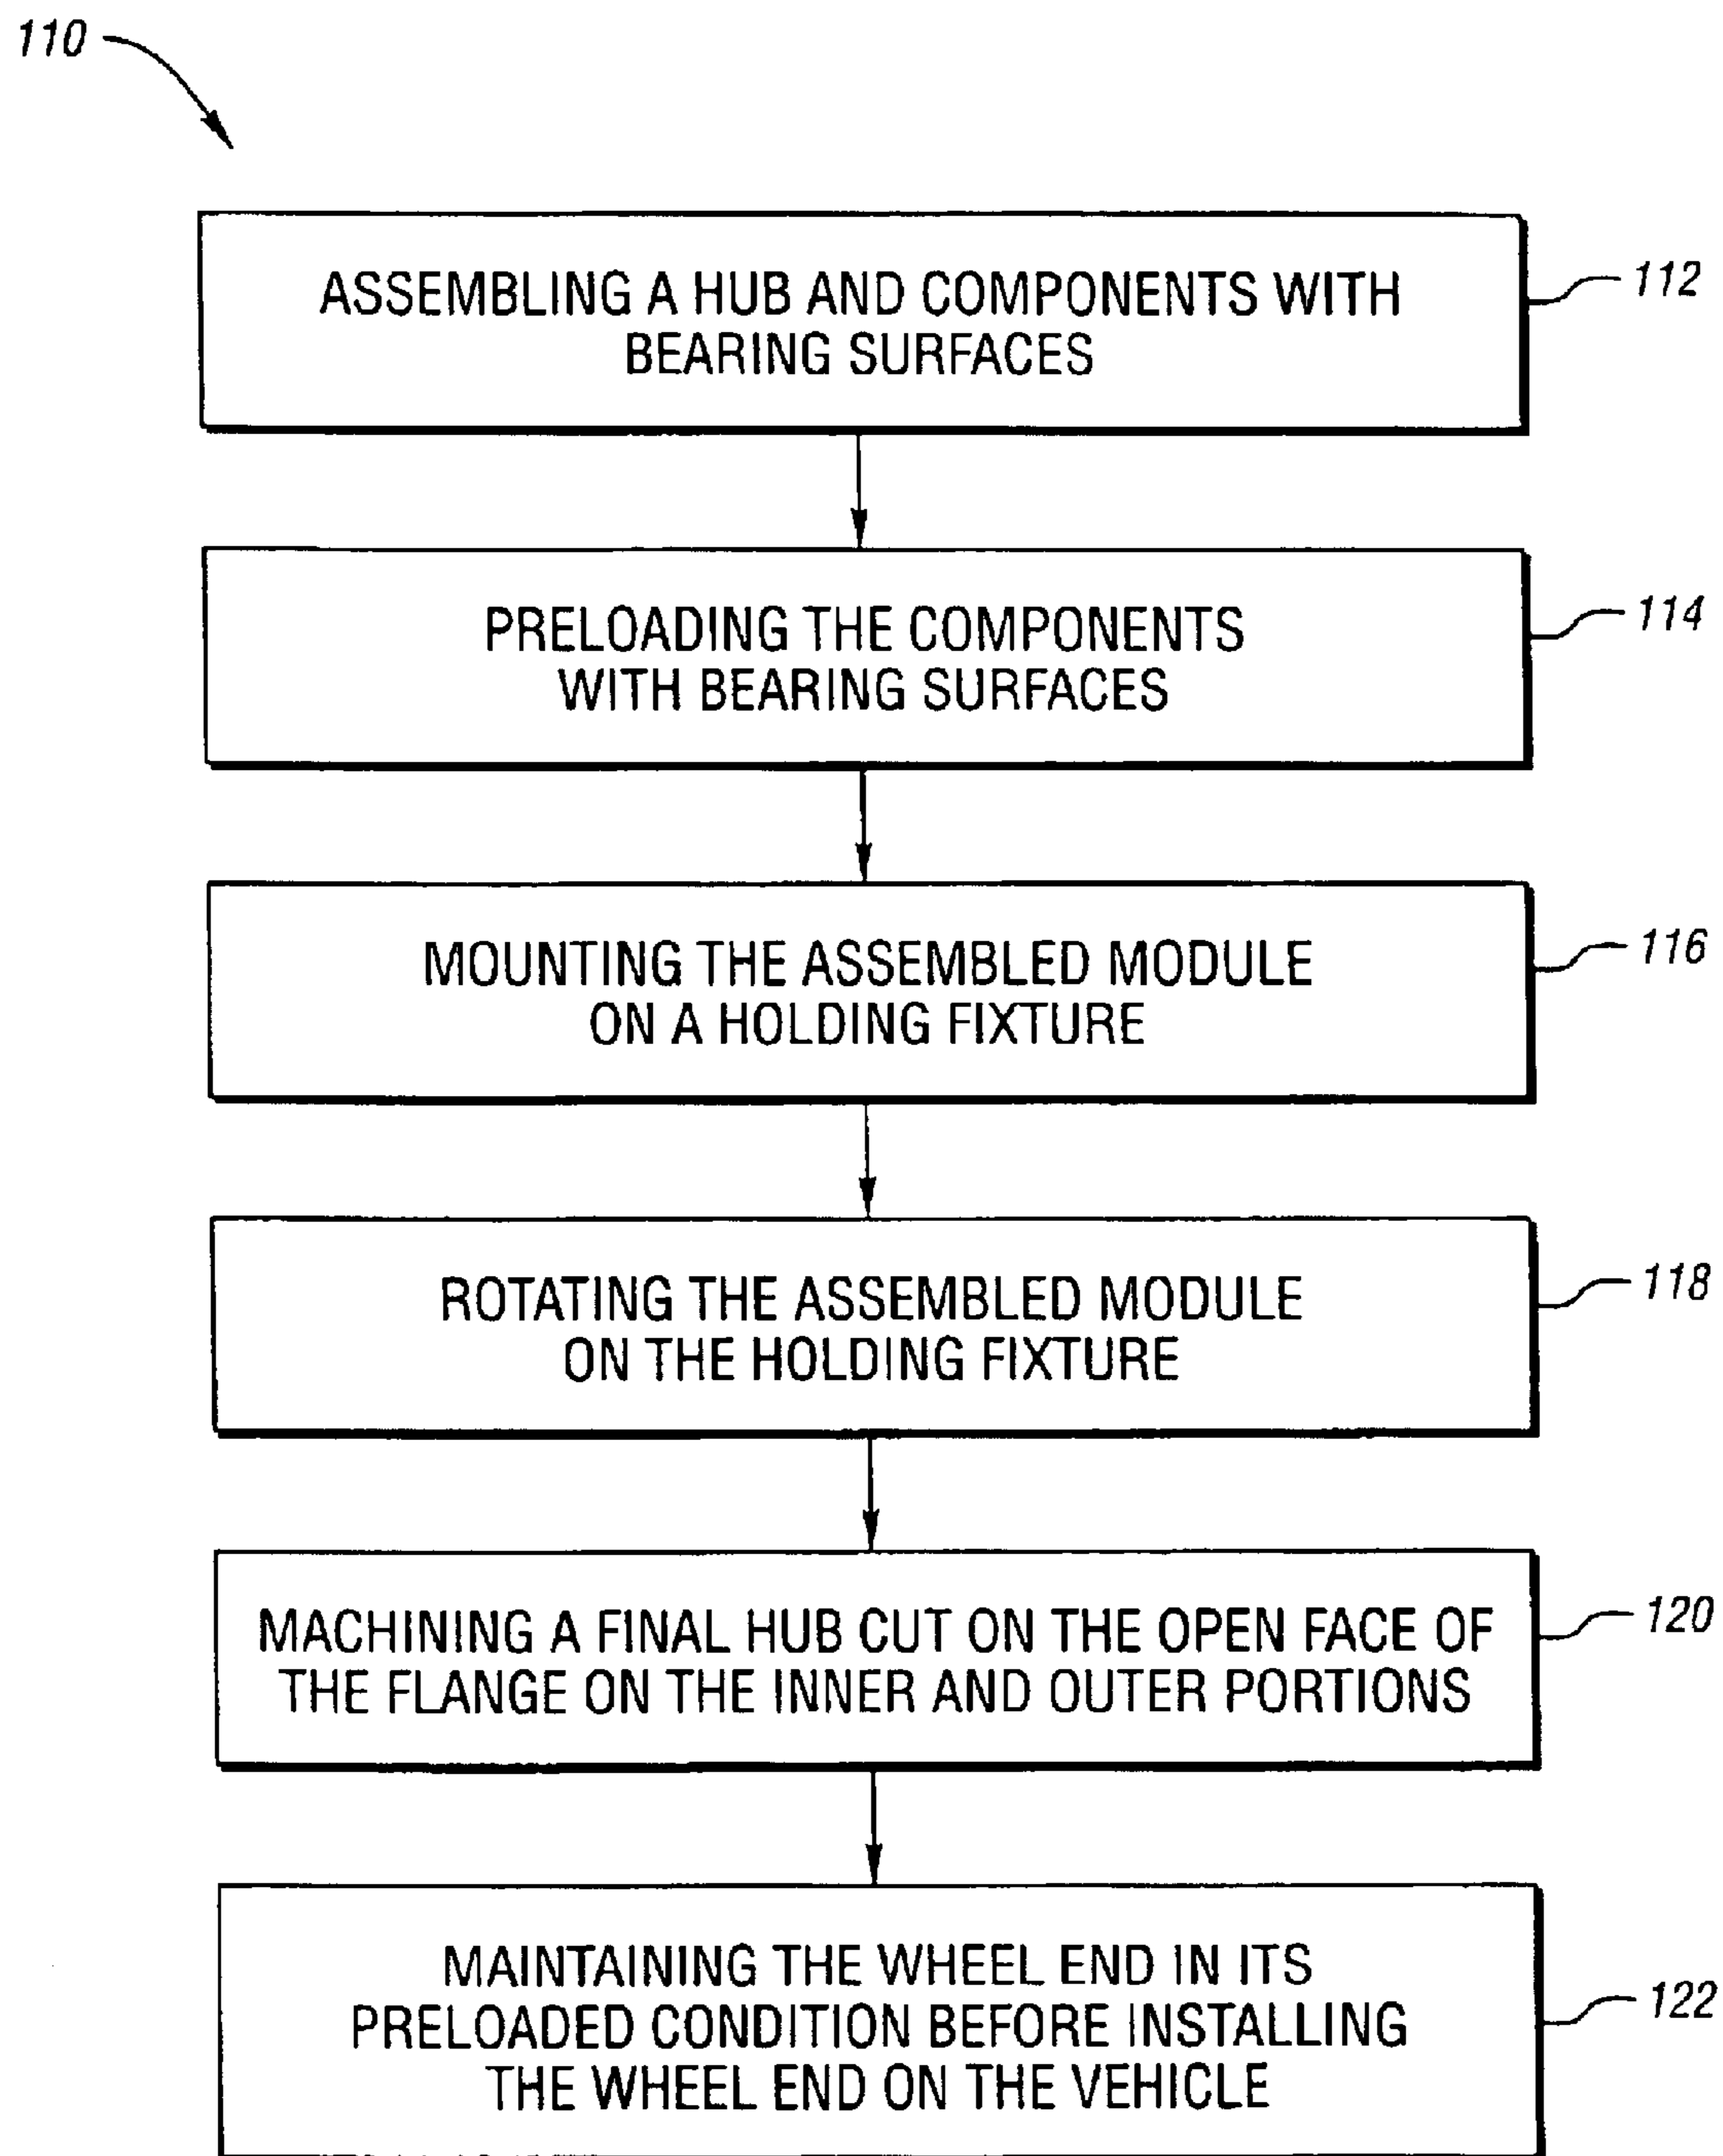 110
ASSEMBLING A HUB AND COMPONENTS WITH
BEARING SURFACES
112
PRELOADING THE COMPONENTS
WITH BEARING SURFACES
114
MOUNTING THE ASSEMBLED MODULE
ON A HOLDING FIXTURE
116
ROTATING THE ASSEMBLED MODULE
ON THE HOLDING FIXTURE
118
MACHINING A FINAL HUB CUT ON THE OPEN FACE OF
THE FLANGE ON THE INNER AND OUTER PORTIONS
120
MAINTAINING THE WHEEL END IN ITS
PRELOADED CONDITION BEFORE INSTALLING
THE WHEEL END ON THE VEHICLE
122